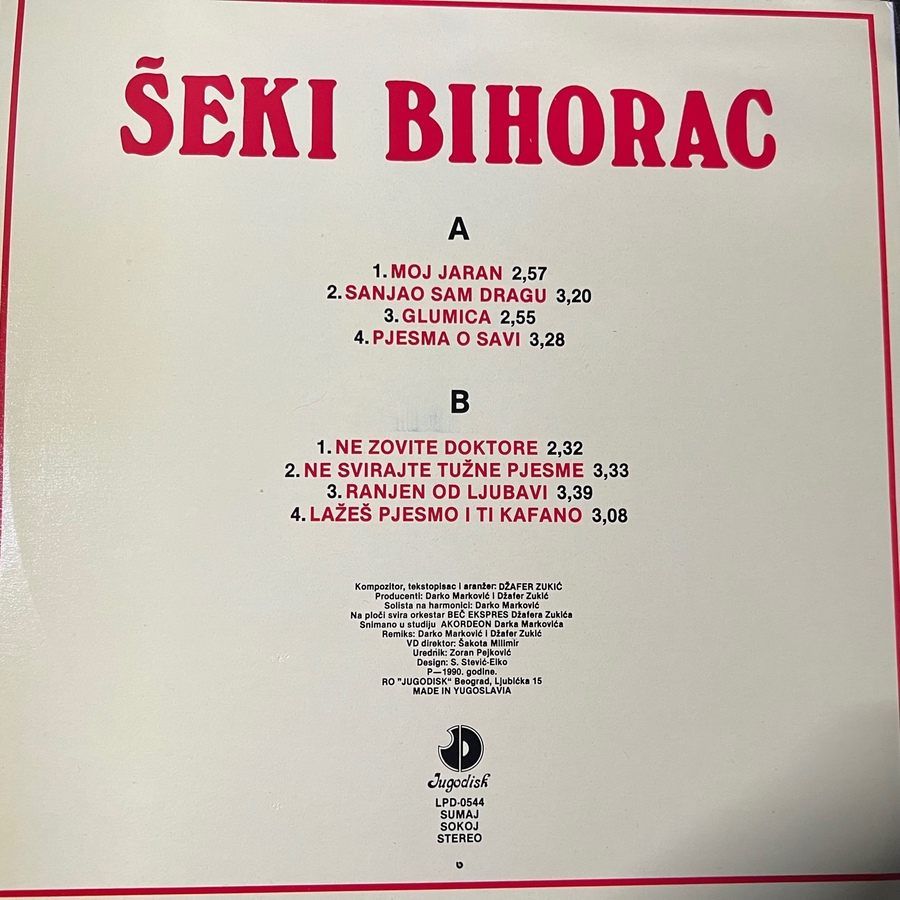 ŠEKI BIHORAC
A
1. MOJ JARAN 2,57
2. SANJAO SAM DRAGU 3,20
3. GLUMICA 2,55
4. PJESMA O SAVI 3,28
B
1. NE ZOVITE DOKTORE 2,32
2. NE SVIRAJTE TUŽNE PJESME 3,33
3. RANJEN OD LJUBAVI 3,39
4. LAŽEŠ PJESMO I TI KAFANO 3,08
Kompozitor, tekstopisac i aranžer: DŽAFER ZUKIĆ
Producenti: Darko Marković i Džafer Zukić
Solista na harmonici: Darko Marković
Na ploči svira orkestar BEČ EKSPRES Džafera Zukića
Snimano u studiju AKORDEON Darka Markovića
Remiks: Darko Marković i Džafer Zukić
VD direktor: Šakota Milimir
Urednik: Zoran Pejković
Design: S. Stević-Elko
P—1990. godine.
RO "JUGODISK" Beograd, Ljubička 15
MADE IN YUGOSLAVIA
Jugodisk
LPD-0544
SUMAJ
SOKOJ
STEREO